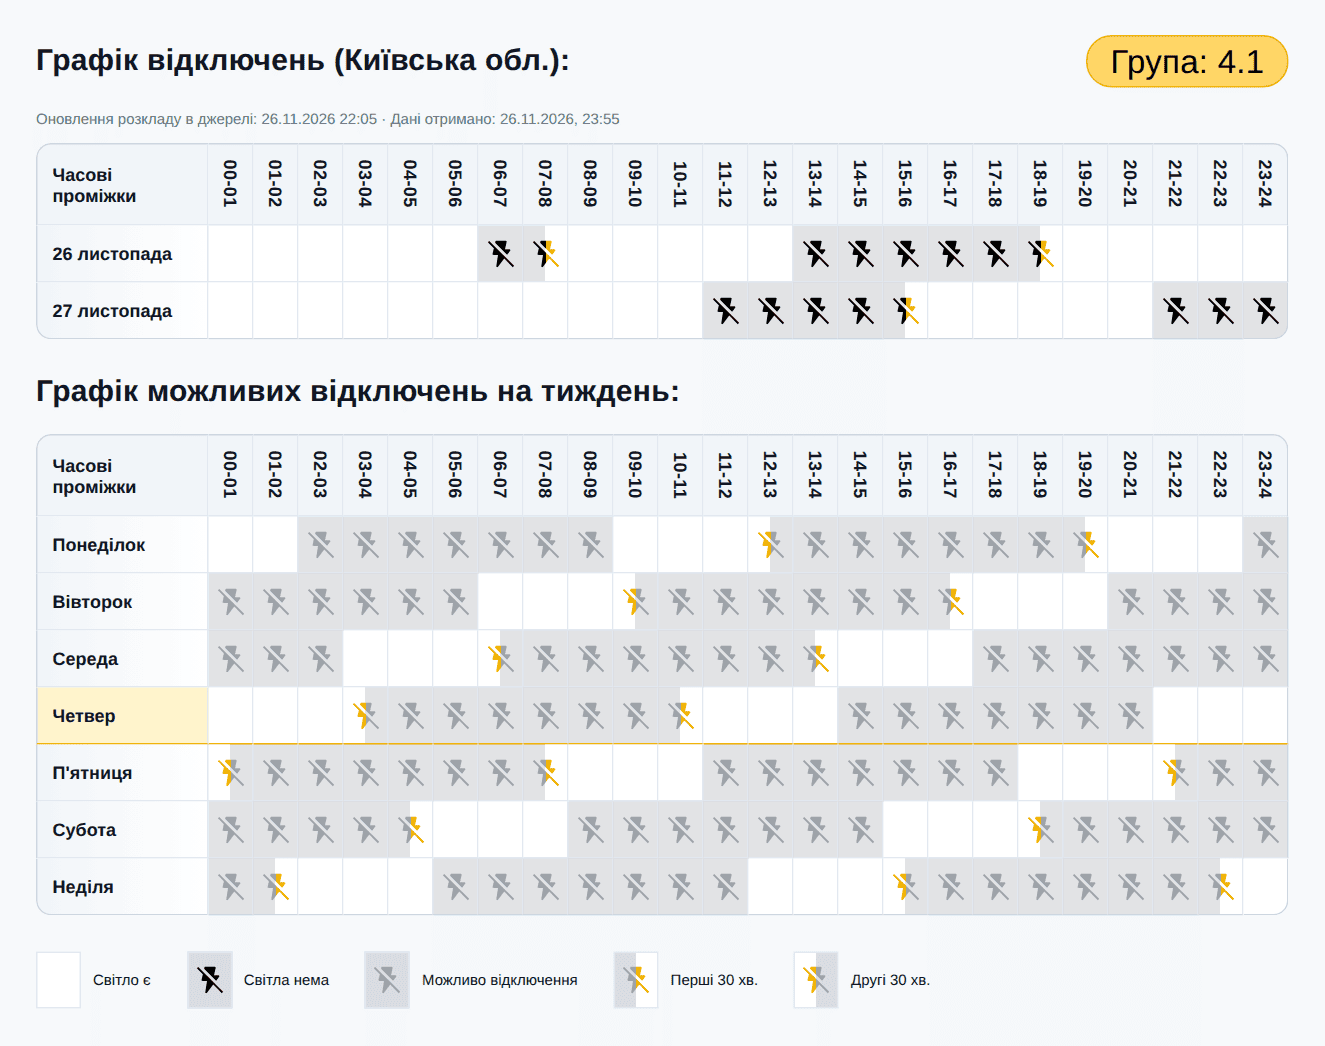 Графік відключень (Київська обл.):
Група: 4.1
Оновлення розкладу в джерелі: 26.11.2026 22:05 · Дані отримано: 26.11.2026, 23:55
Часові проміжки 00-01 01-02 02-03 03-04 04-05 05-06 06-07 07-08 08-09 09-10 10-11 11-12 12-13 13-14 14-15 15-16 16-17 17-18 18-19 19-20 20-21 21-22 22-23 23-24
26 листопада
27 листопада
Графік можливих відключень на тиждень:
Часові проміжки 00-01 01-02 02-03 03-04 04-05 05-06 06-07 07-08 08-09 09-10 10-11 11-12 12-13 13-14 14-15 15-16 16-17 17-18 18-19 19-20 20-21 21-22 22-23 23-24
Понеділок
Вівторок
Середа
Четвер
П'ятниця
Субота
Неділя
Світло є Світла нема Можливо відключення Перші 30 хв. Другі 30 хв.